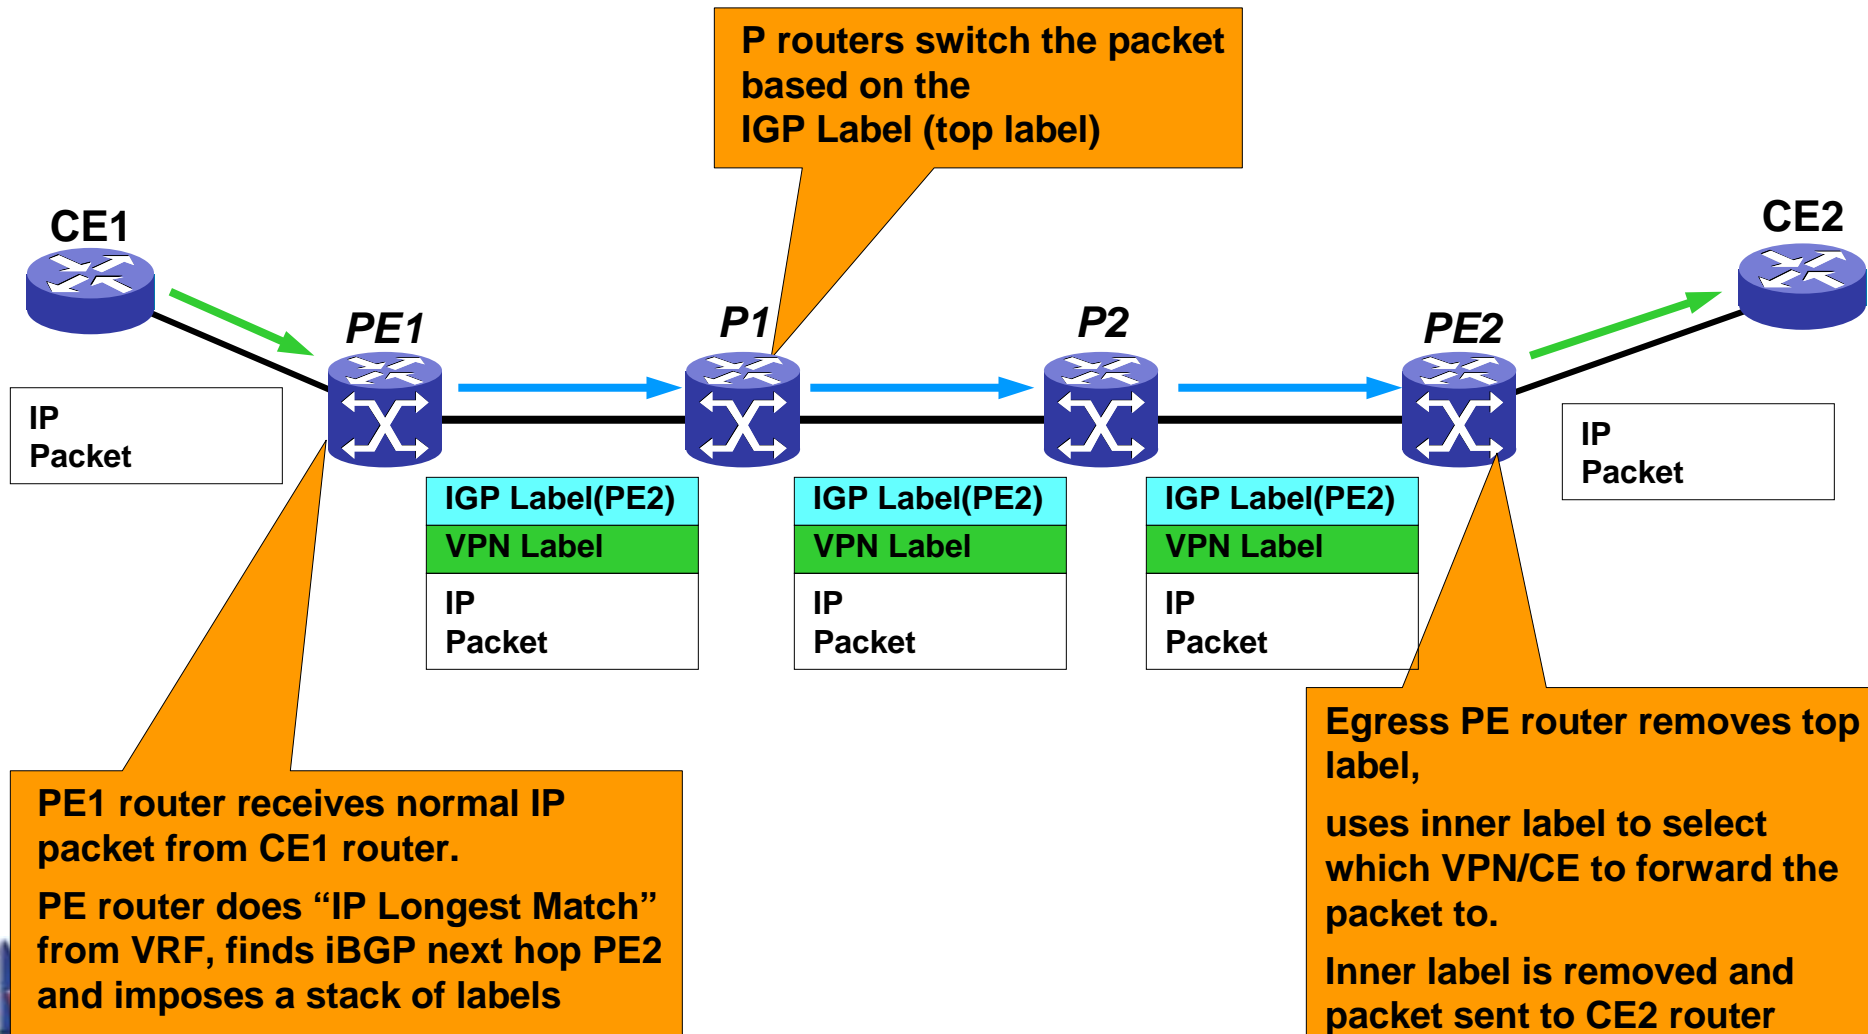 P routers switch the packet
based on the
IGP Label (top label)
CE1
CE2
PE1
P1
P2
PE2
IP
Packet
IGP Label(PE2)
VPN Label
IP
Packet
IGP Label(PE2)
VPN Label
IP
Packet
IGP Label(PE2)
VPN Label
IP
Packet
IP
Packet
PE1 router receives normal IP
packet from CE1 router.
PE router does “IP Longest Match”
from VRF, finds iBGP next hop PE2
and imposes a stack of labels
Egress PE router removes top
label,
uses inner label to select
which VPN/CE to forward the
packet to.
Inner label is removed and
packet sent to CE2 router